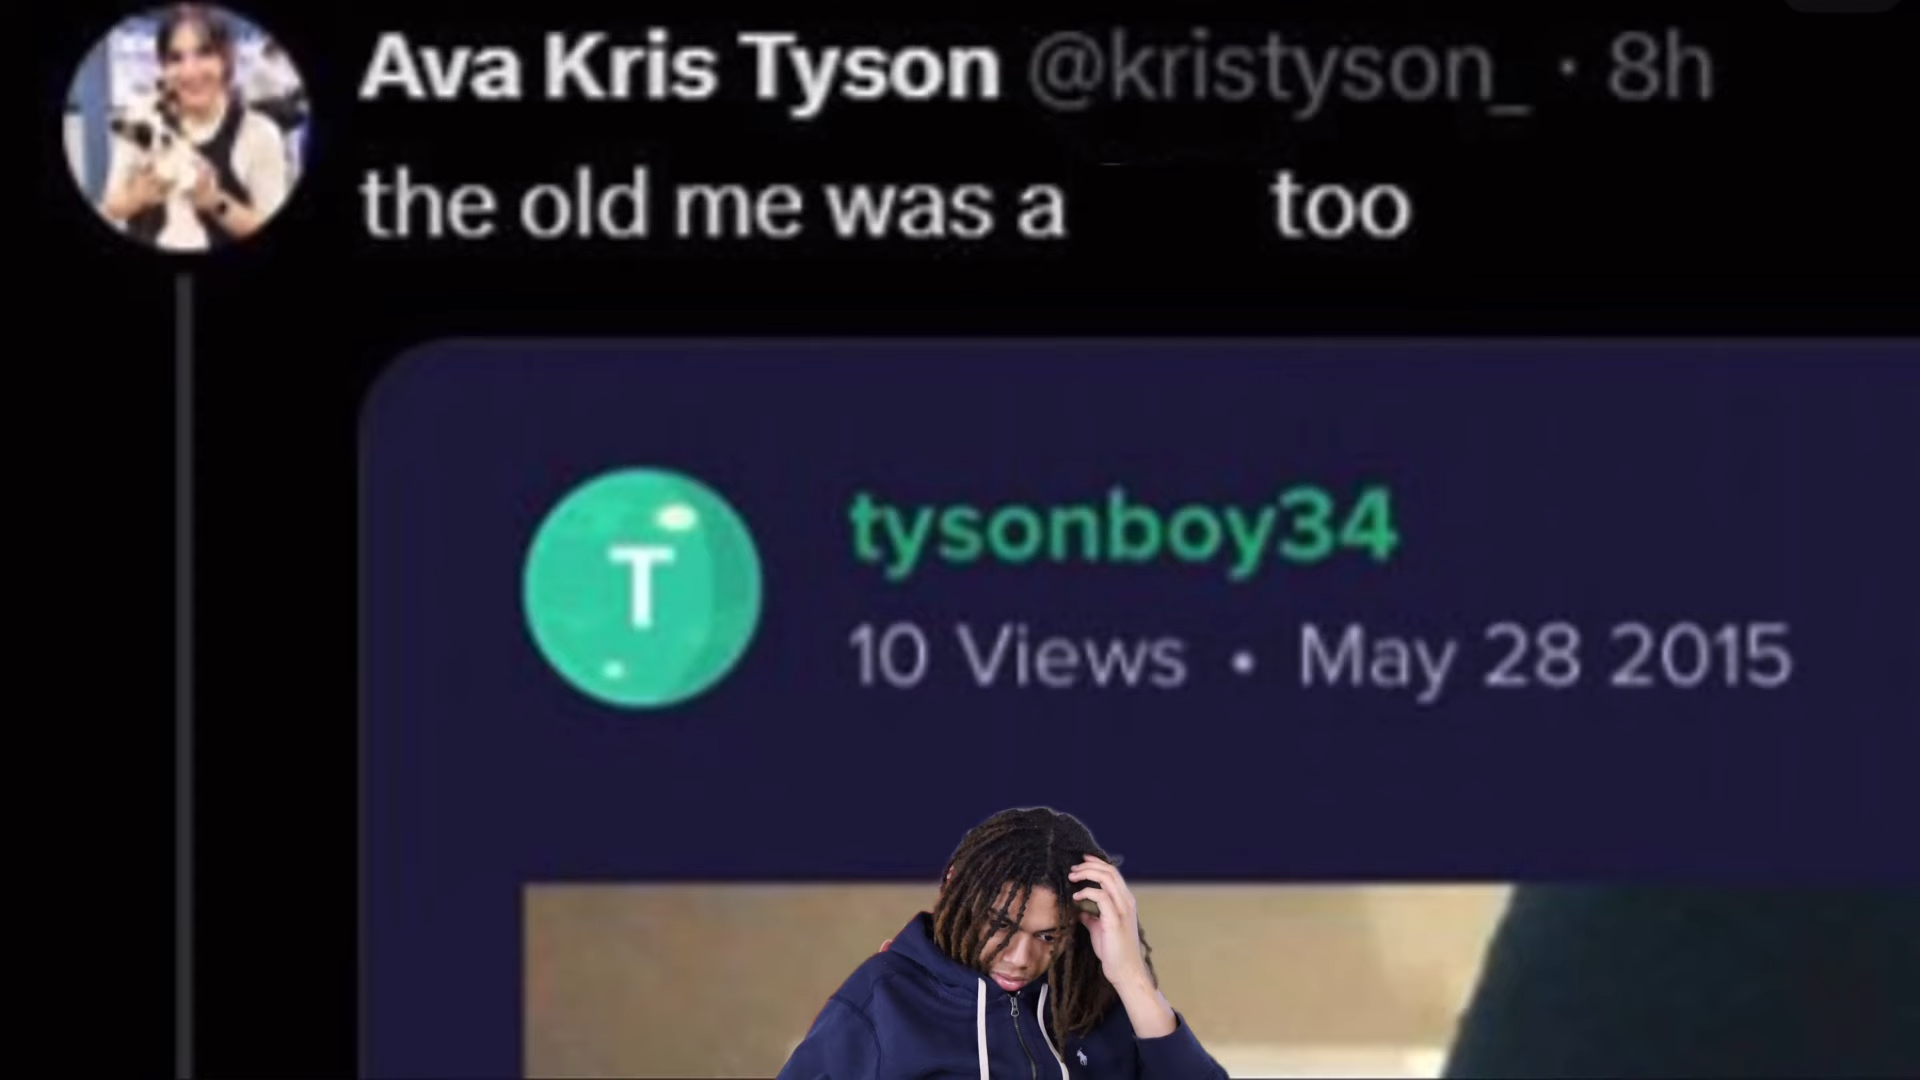 Ava Kris Tyson @kristyson_ · 8h
the old me was a too
T
tysonboy34
10 Views • May 28 2015